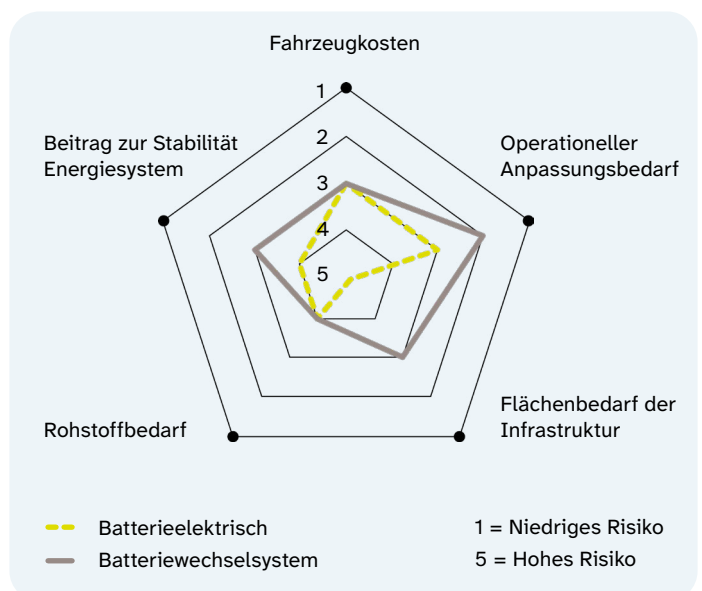 Fahrzeugkosten
1
Beitrag zur Stabilität
Energiesystem
2
Operationeller
Anpassungsbedarf
3
4
5
Rohstoffbedarf
Flächenbedarf der
Infrastruktur
Batterieelektrisch
Batteriewechselsystem
1 = Niedriges Risiko
5 = Hohes Risiko